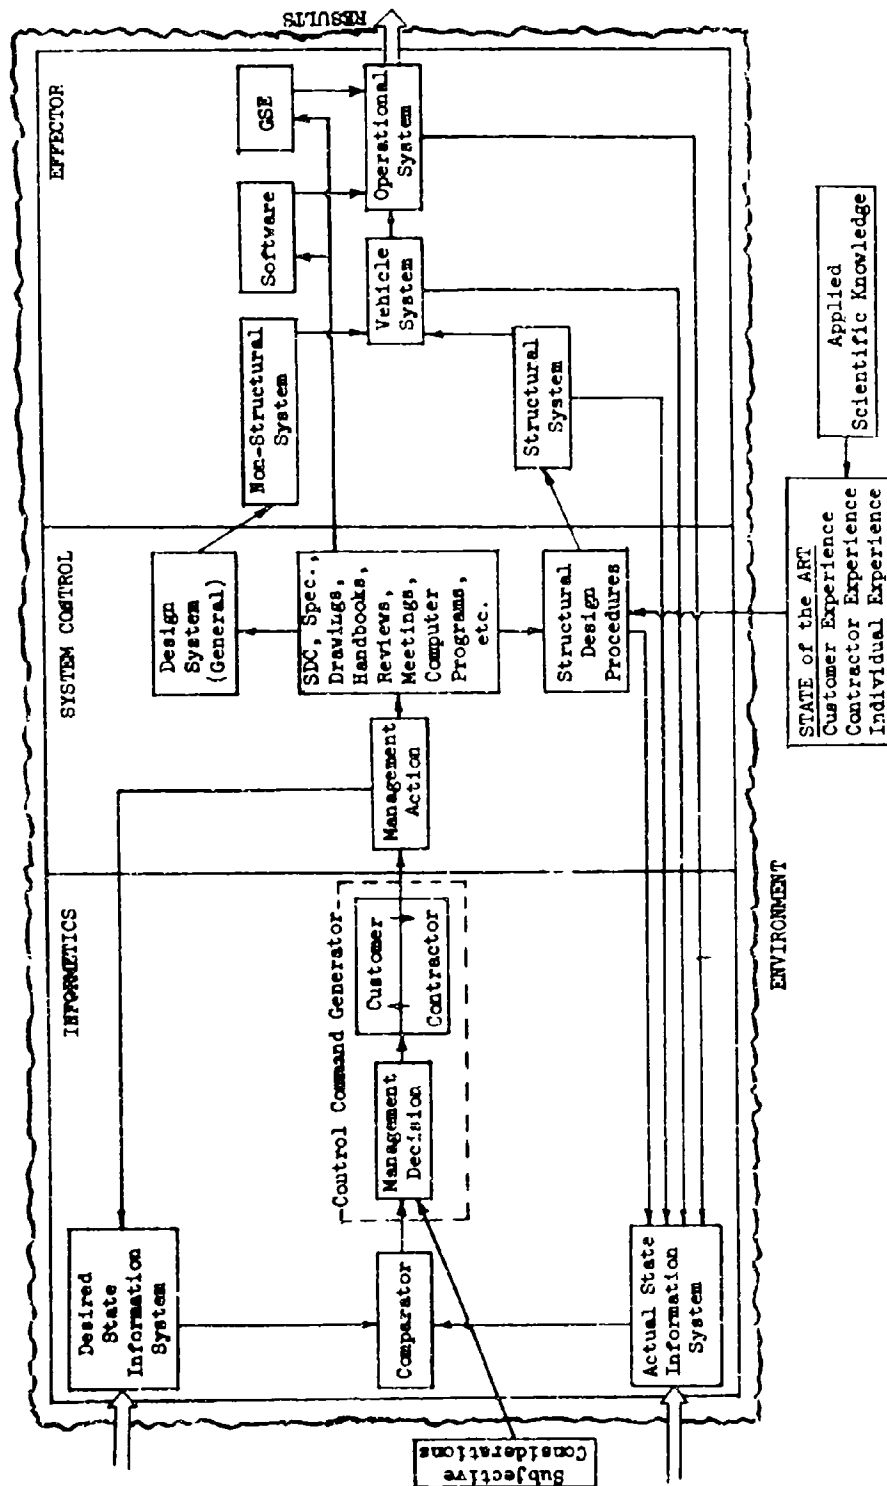 INFORMETICS
SYSTEM CONTROL
EFFECTOR
Desired
State
Information
System
Comparator
Actual State
Information
System
Subjective
Considerations
Control Command Generator
Management
Decision
Customer
Contractor
Management
Action
Design
System
(General)
SDC, Spec.,
Drawings,
Handbooks,
Reviews,
Meetings,
Computer
Programs,
etc.
Structural
Design
Procedures
Non-Structural
System
Structural
System
Software
GSE
Vehicle
System
Operational
System
RESULTS
ENVIRONMENT
STATE of the ART
Customer Experience
Contractor Experience
Individual Experience
Applied
Scientific Knowledge